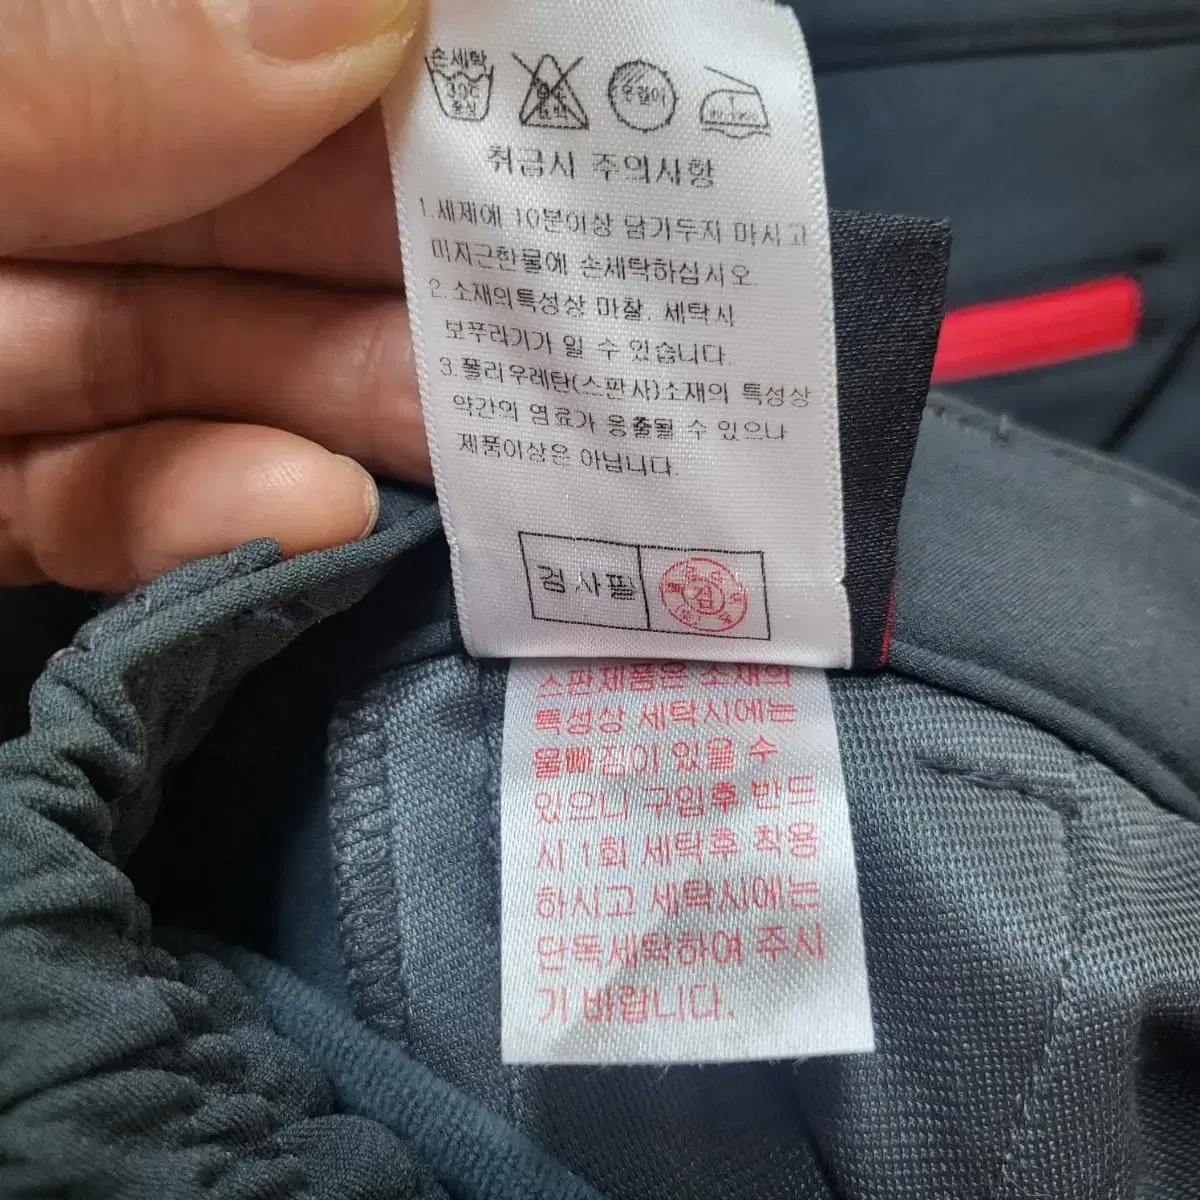 손세탁
30℃
중성
염소
표백
손짤이
취급시 주의사항
1.세제에 10분이상 담가두지 마시고
미지근한물에 손세탁하십시오.
2.소재의특성상 마찰, 세탁시
보푸라기가 일 수 있습니다.
3.폴리우레탄(스판사)소재의 특성상
약간의 염료가 용출될 수 있으나
제품이상은 아닙니다.
검사필
검
스판제품은 소재의
특성상 세탁시에는
물빠짐이 있을 수
있으니 구입후 반드
시 1회 세탁후 착용
하시고 세탁시에는
단독세탁하여 주시
기 바랍니다.